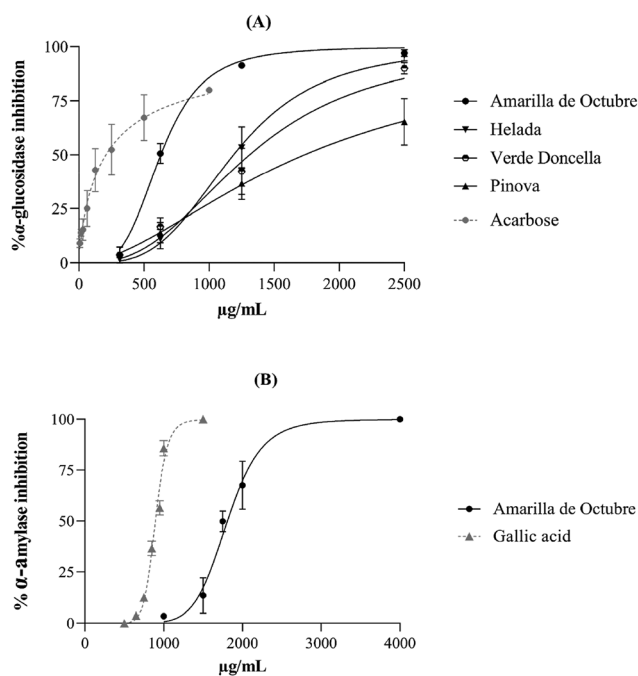 (A)
%α-glucosidase inhibition
100
75
50
25
0
0 500 1000 1500 2000 2500
µg/mL
Amarilla de Octubre
Helada
Verde Doncella
Pinova
Acarbose
(B)
% α-amylase inhibition
100
75
50
25
0
0 1000 2000 3000 4000
µg/mL
Amarilla de Octubre
Gallic acid